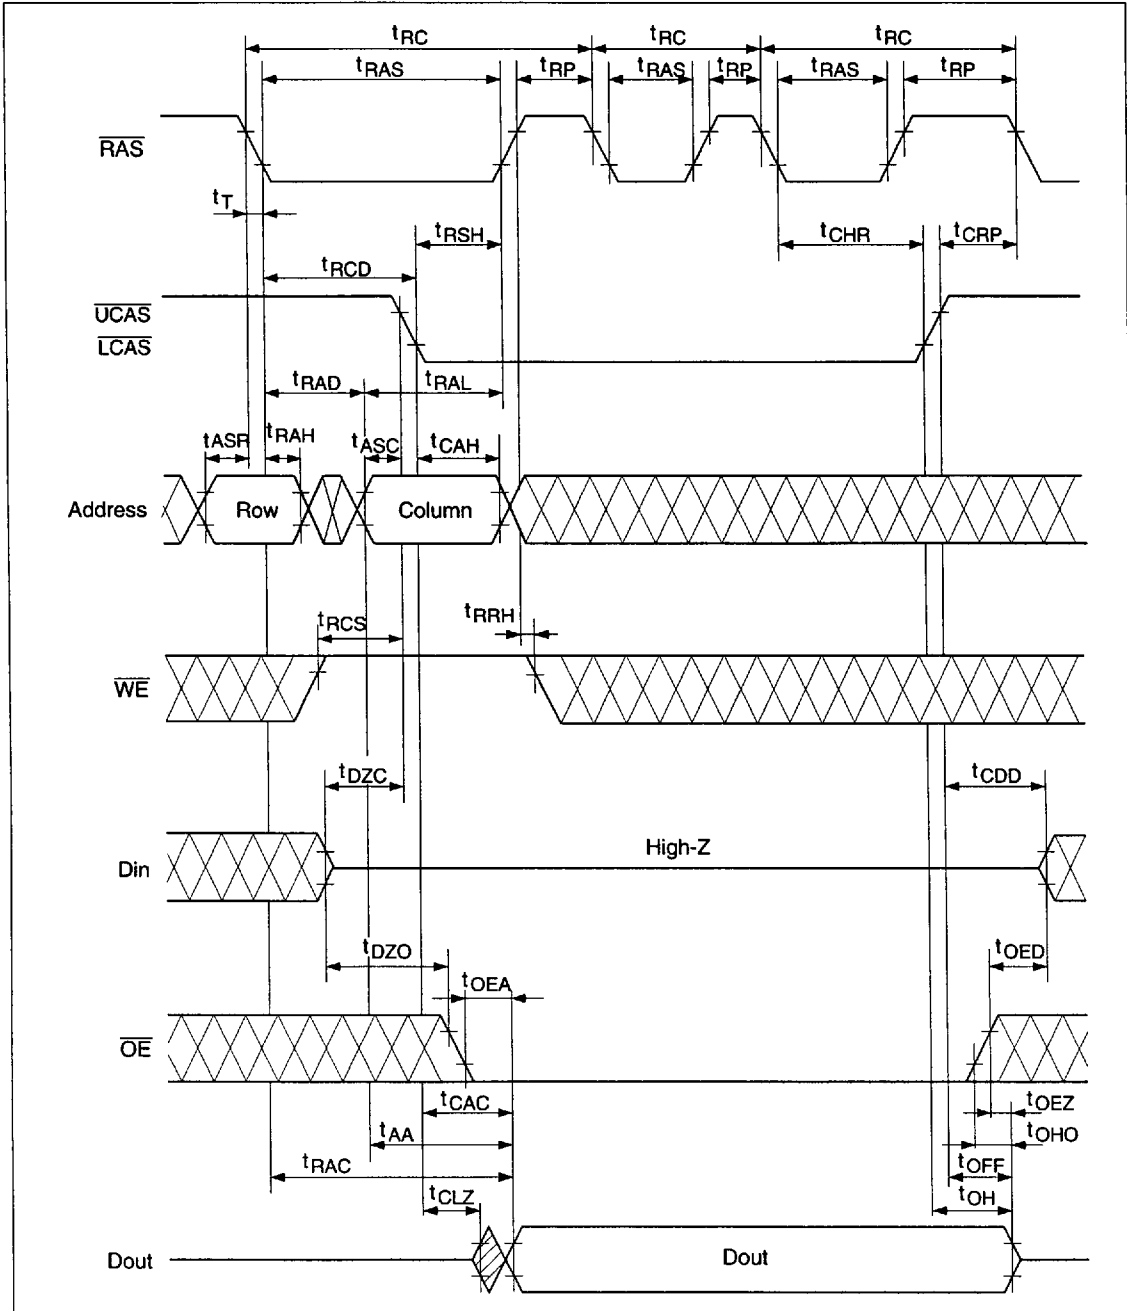 tRC tRC tRC
tRAS tRP tRAS tRP tRAS tRP
RAS
tT
tRSH tCHR tCRP
tRCD
UCAS
LCAS
tRAD tRAL
tASR tRAH tASC tCAH
Address Row Column
tRCS tRRH
WE
tDZC tCDD
High-Z
Din
tDZO tOED
tOEA
OE
tCAC tOEZ
tAA tOHO
tRAC tOFF
tCLZ tOH
Dout Dout